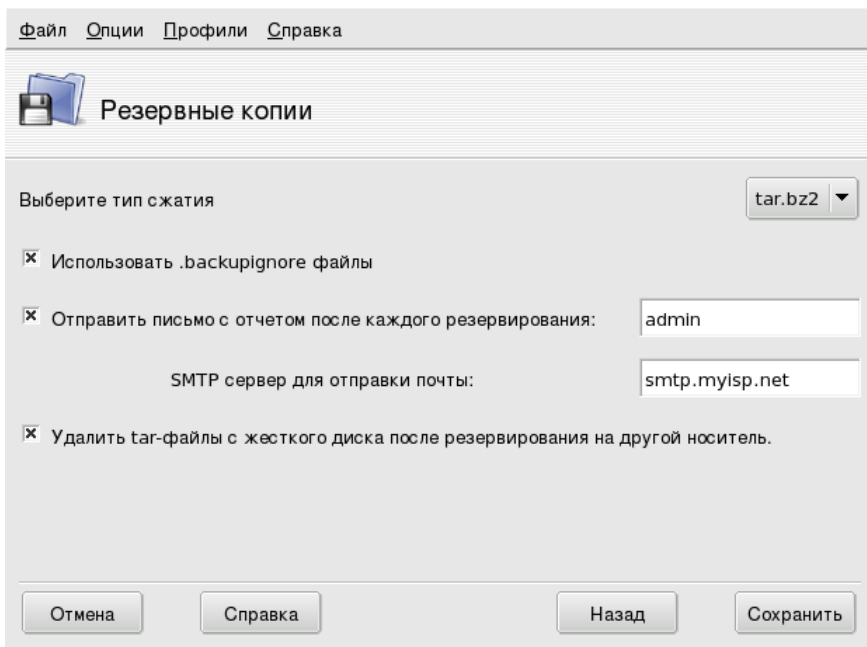 Файл Опции Профили Справка
Резервные копии
Выберите тип сжатия tar.bz2
Использовать .backupignore файлы
Отправить письмо с отчетом после каждого резервирования: admin
SMTP сервер для отправки почты: smtp.myisp.net
Удалить tar-файлы с жесткого диска после резервирования на другой носитель.
Отмена Справка Назад Сохранить